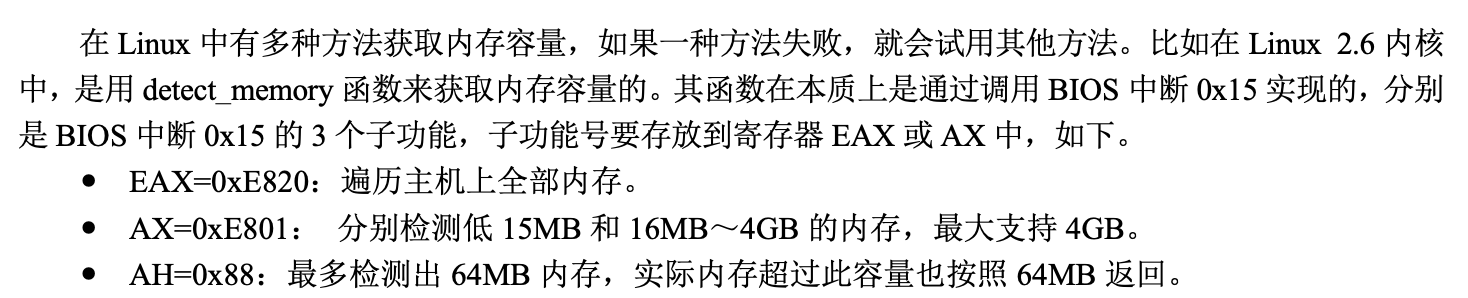 在 Linux 中有多种方法获取内存容量，如果一种方法失败，就会试用其他方法。比如在 Linux 2.6 内核
中，是用 detect_memory 函数来获取内存容量的。其函数在本质上是通过调用 BIOS 中断 0x15 实现的，分别
是 BIOS 中断 0x15 的 3 个子功能，子功能号要存放到寄存器 EAX 或 AX 中，如下。
● EAX=0xE820：遍历主机上全部内存。
● AX=0xE801： 分别检测低 15MB 和 16MB～4GB 的内存，最大支持 4GB。
● AH=0x88：最多检测出 64MB 内存，实际内存超过此容量也按照 64MB 返回。